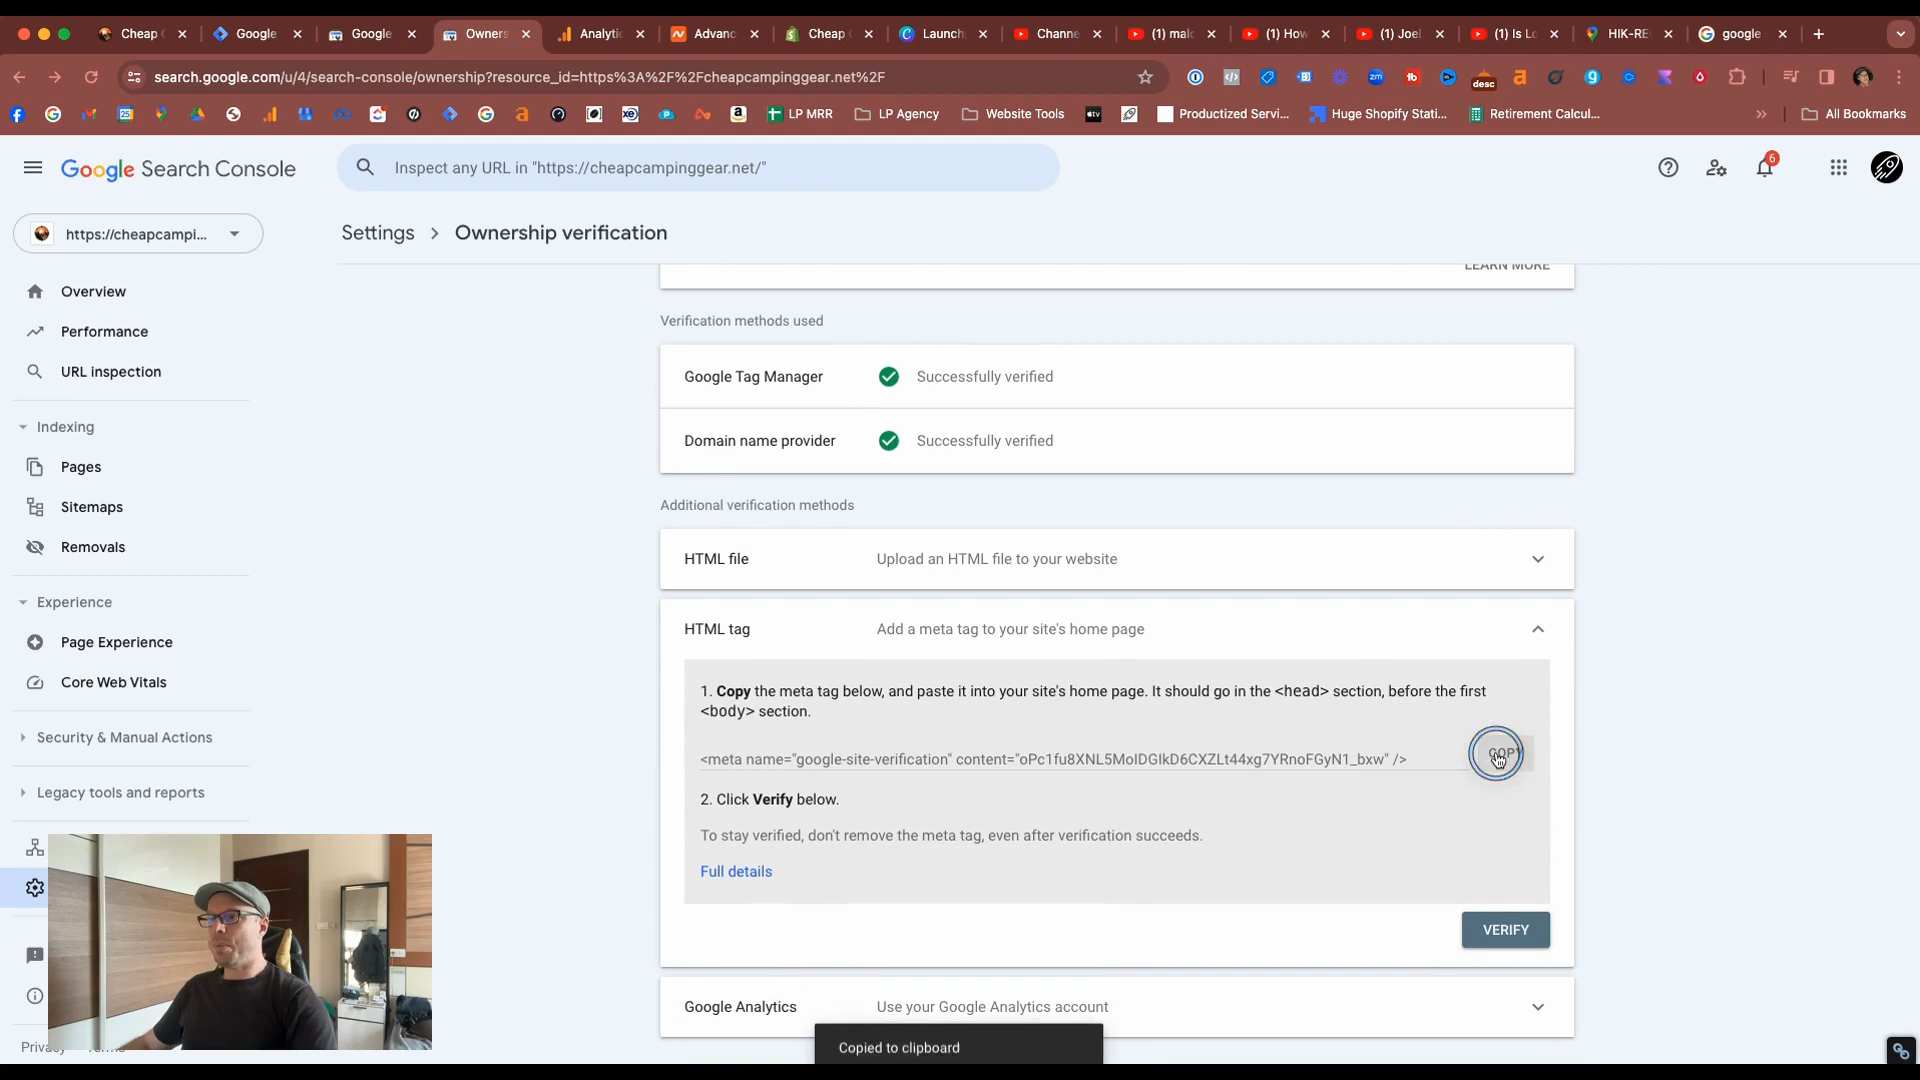 Cheap
Google
Google
Owners
Analytic
Advanc
Cheap
Launch
Channe
(1) malc
(1) How
(1) Joel
(1) Is Lo
HIK-RE
google
search.google.com/u/4/search-console/ownership?resource_id=https%3A%2F%2Fcheapcampinggear.net%2F
desc
LP MRR
LP Agency
Website Tools
Productized Servi...
Huge Shopify Stati...
Retirement Calcul...
All Bookmarks
Google Search Console
Inspect any URL in "https://cheapcampinggear.net/"
6
https://cheapcampi...
Settings > Ownership verification
LEARN MORE
Overview
Performance
URL inspection
Indexing
Pages
Sitemaps
Removals
Experience
Page Experience
Core Web Vitals
Security & Manual Actions
Legacy tools and reports
Verification methods used
Google Tag Manager Successfully verified
Domain name provider Successfully verified
Additional verification methods
HTML file Upload an HTML file to your website
HTML tag Add a meta tag to your site's home page
1. Copy the meta tag below, and paste it into your site's home page. It should go in the <head> section, before the first
<body> section.
<meta name="google-site-verification" content="oPc1fu8XNL5MoIDGIkD6CXZLt44xg7YRnoFGyN1_bxw" />
COPY
2. Click Verify below.
To stay verified, don't remove the meta tag, even after verification succeeds.
Full details
VERIFY
Google Analytics Use your Google Analytics account
Copied to clipboard
Privacy